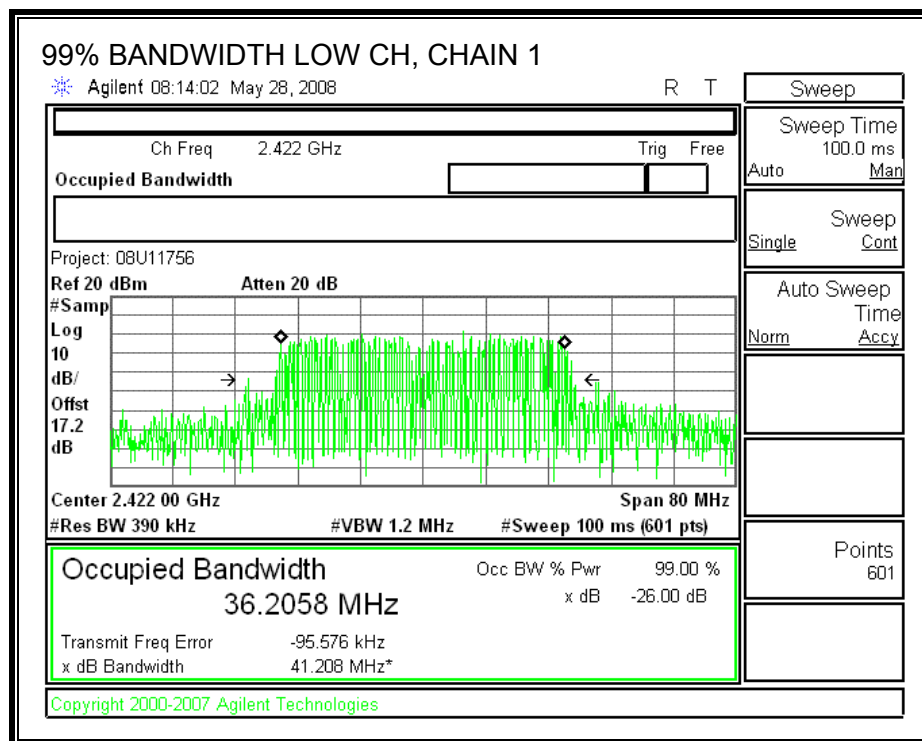 99% BANDWIDTH LOW CH, CHAIN 1
Agilent 08:14:02 May 28, 2008 R T
Ch Freq 2.422 GHz Trig Free
Occupied Bandwidth
Project: 08U11756
Ref 20 dBm Atten 20 dB
#Samp
Log
10
dB/
Offst
17.2
dB
Center 2.422 00 GHz Span 80 MHz
#Res BW 390 kHz #VBW 1.2 MHz #Sweep 100 ms (601 pts)
Occupied Bandwidth Occ BW % Pwr 99.00 %
36.2058 MHz x dB -26.00 dB
Transmit Freq Error -95.576 kHz
x dB Bandwidth 41.208 MHz*
Copyright 2000-2007 Agilent Technologies
Sweep
Sweep Time
100.0 ms
Auto Man
Sweep
Single Cont
Auto Sweep
Time
Norm Accy
Points
601